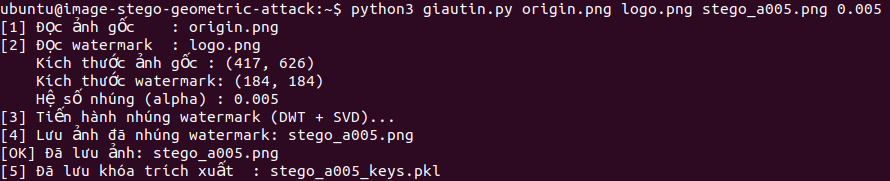 ubuntu@image-stego-geometric-attack:~$ python3 giautin.py origin.png logo.png stego_a005.png 0.005
[1] Đọc ảnh gốc    : origin.png
[2] Đọc watermark  : logo.png
    Kích thước ảnh gốc : (417, 626)
    Kích thước watermark: (184, 184)
    Hệ số nhúng (alpha) : 0.005
[3] Tiến hành nhúng watermark (DWT + SVD)...
[4] Lưu ảnh đã nhúng watermark: stego_a005.png
[OK] Đã lưu ảnh: stego_a005.png
[5] Đã lưu khóa trích xuất  : stego_a005_keys.pkl